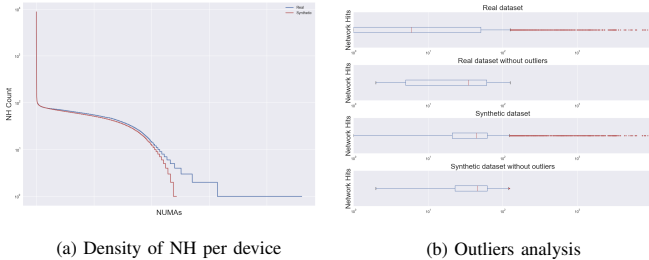 Real
Synthetic
NH Count
NUMAs
(a) Density of NH per device
Real dataset
Network Hits
Real dataset without outliers
Network Hits
Synthetic dataset
Network Hits
Synthetic dataset without outliers
Network Hits
(b) Outliers analysis